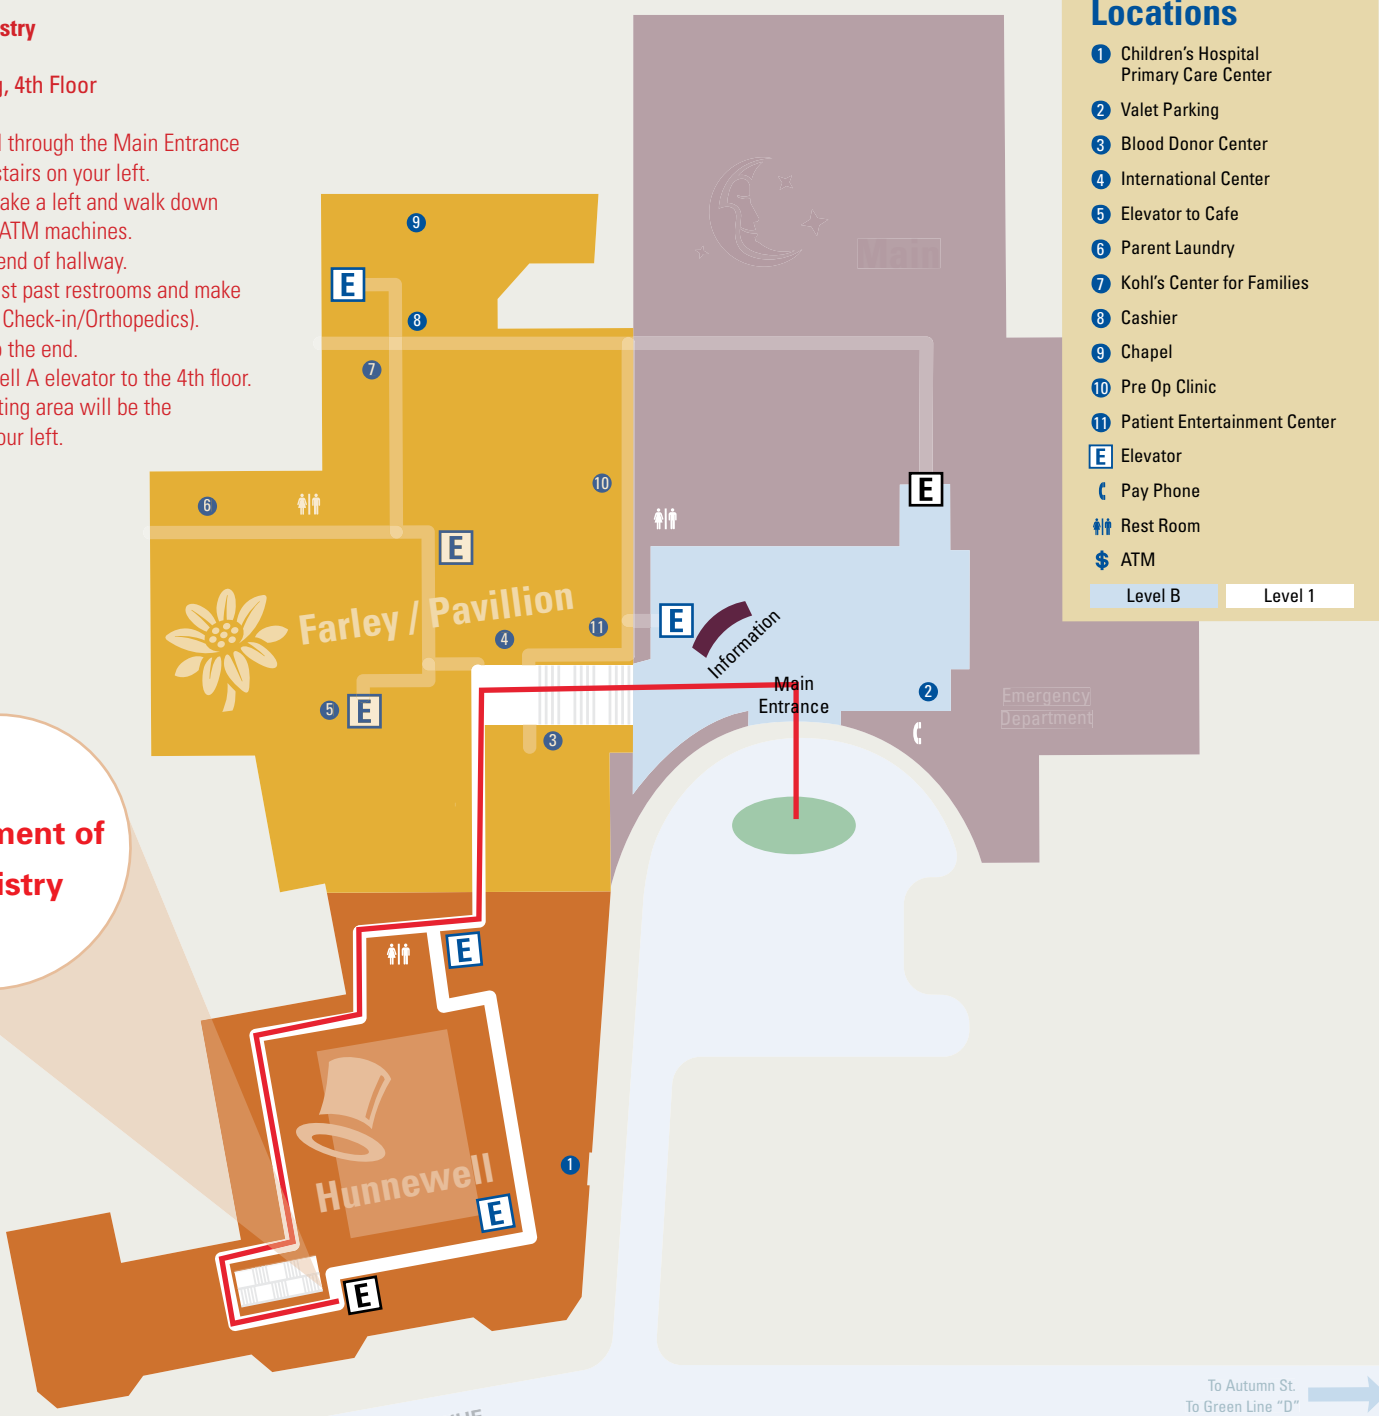 stry
, 4th Floor
through the Main Entrance
stairs on your left.
ake a left and walk down
ATM machines.
end of hallway.
st past restrooms and make
Check-in/Orthopedics).
o the end.
ell A elevator to the 4th floor.
ting area will be the
our left.
ment of
istry
Locations
1 Children's Hospital
Primary Care Center
2 Valet Parking
3 Blood Donor Center
4 International Center
5 Elevator to Cafe
6 Parent Laundry
7 Kohl's Center for Families
8 Cashier
9 Chapel
10 Pre Op Clinic
11 Patient Entertainment Center
E Elevator
Pay Phone
Rest Room
$ ATM
Level B Level 1
Main
9
E
8
7
10
6
E
E
Farley / Pavillion
4
11
E
Information
Main
Entrance
2
Emergency
Department
5
E
3
E
Hunnewell
1
E
E
To Autumn St.
To Green Line "D"